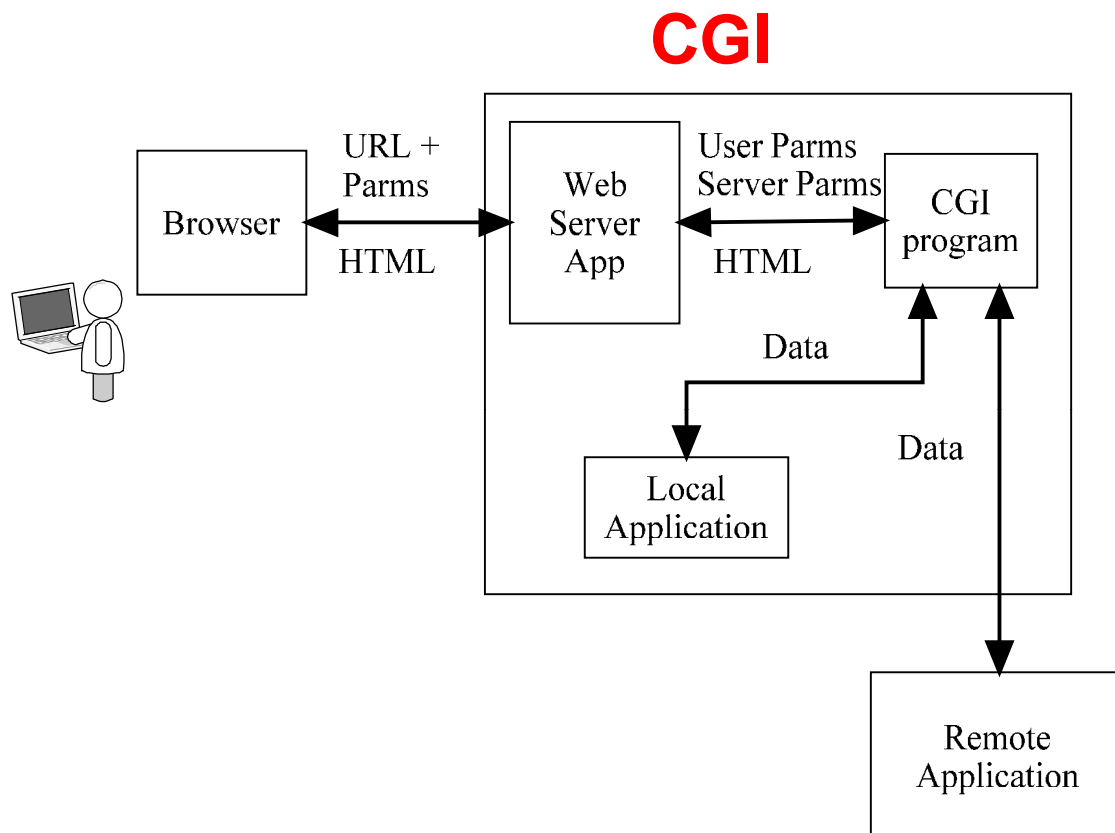 CGI
URL +
Parms
Browser
HTML
Web
Server
App
User Parms
Server Parms
HTML
CGI
program
Data
Data
Local
Application
Remote
Application